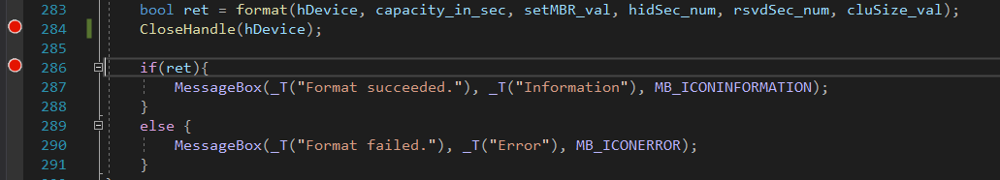 283 bool ret = format(hDevice, capacity_in_sec, setMBR_val, hidSec_num, rsvdSec_num, cluSize_val);
284 CloseHandle(hDevice);
285
286 if(ret){
287 MessageBox(_T("Format succeeded."), _T("Information"), MB_ICONINFORMATION);
288 }
289 else {
290 MessageBox(_T("Format failed."), _T("Error"), MB_ICONERROR);
291 }